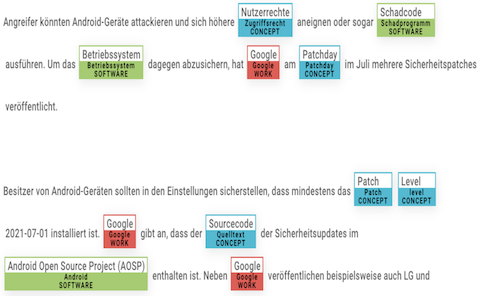 Angreifer könnten Android-Geräte attackieren und sich höhere Nutzerrechte aneignen oder sogar Schadcode
Zugriffsrecht Schadprogramm
CONCEPT SOFTWARE
ausführen. Um das Betriebssystem dagegen abzusichern, hat Google am Patchday im Juli mehrere Sicherheitspatches
Betriebssystem Google Patchday
SOFTWARE WORK CONCEPT
veröffentlicht.
Besitzer von Android-Geräten sollten in den Einstellungen sicherstellen, dass mindestens das Patch Level
Patch level
CONCEPT CONCEPT
2021-07-01 installiert ist. Google gibt an, dass der Sourcecode der Sicherheitsupdates im
Google Quelltext
WORK CONCEPT
Android Open Source Project (AOSP) enthalten ist. Neben Google veröffentlichen beispielsweise auch LG und
Android Google
SOFTWARE WORK